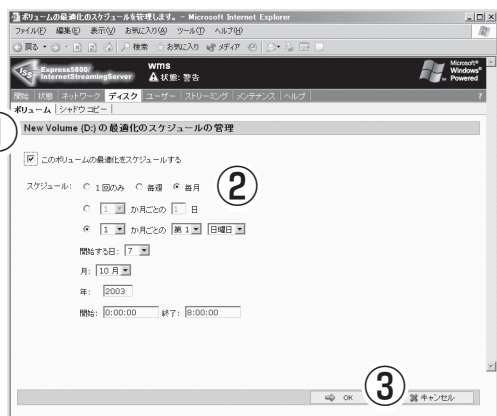 ボリュームの最適化のスケジュールを管理します。 - Microsoft Internet Explorer
ファイル(F) 編集(E) 表示(V) お気に入り(A) ツール(T) ヘルプ(H)
戻る 検索 お気に入り メディア
Express5800/
InternetStreamingServer
wms
状態: 警告
Microsoft®
Windows®
Powered
開始 状態 ネットワーク ディスク ユーザー ストリーミング メンテナンス ヘルプ ?
ボリューム シャドウ コピー
New Volume (D:) の最適化のスケジュールの管理
このボリュームの最適化をスケジュールする
スケジュール: 1 回のみ 毎週 毎月
②
1 か月ごとの 1 日
1 か月ごとの 第 1 日曜日
開始する日: 7
月: 10 月
年: 2003
開始: 0:00:00 終了: 8:00:00
OK ③ キャンセル